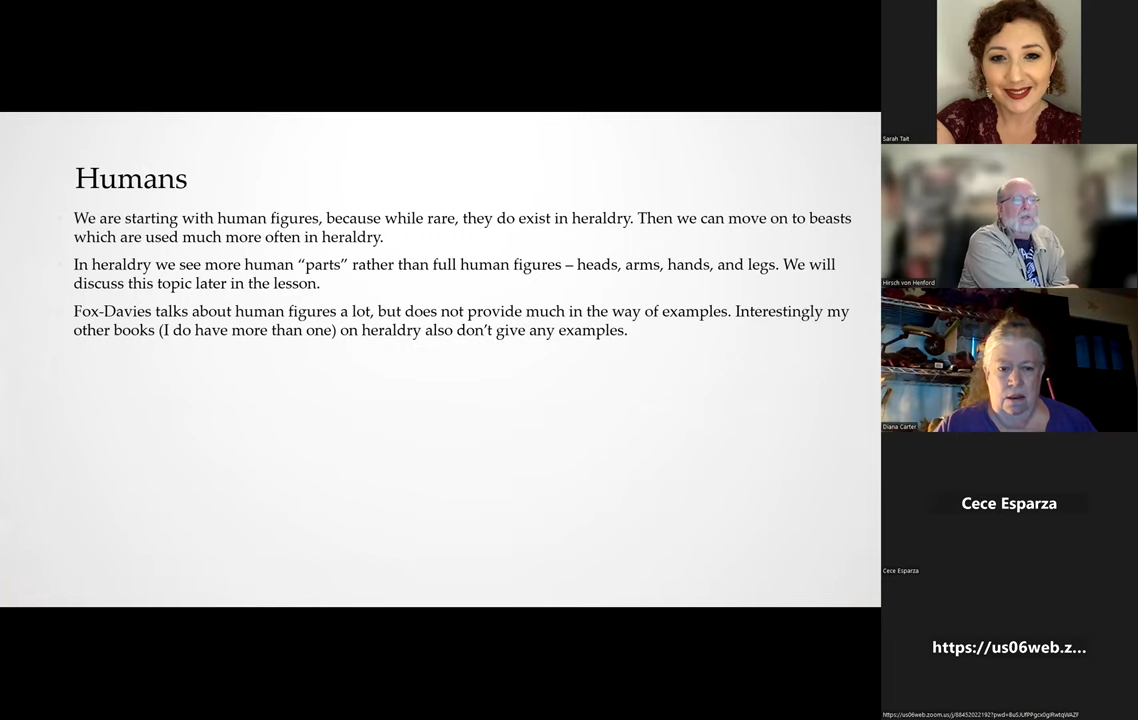 Humans
We are starting with human figures, because while rare, they do exist in heraldry. Then we can move on to beasts
which are used much more often in heraldry.
In heraldry we see more human “parts” rather than full human figures – heads, arms, hands, and legs. We will
discuss this topic later in the lesson.
Fox-Davies talks about human figures a lot, but does not provide much in the way of examples. Interestingly my
other books (I do have more than one) on heraldry also don’t give any examples.
Sarah Tait
Hirsch von Henford
Diana Carter
Cece Esparza
Cece Esparza
https://us06web.z...